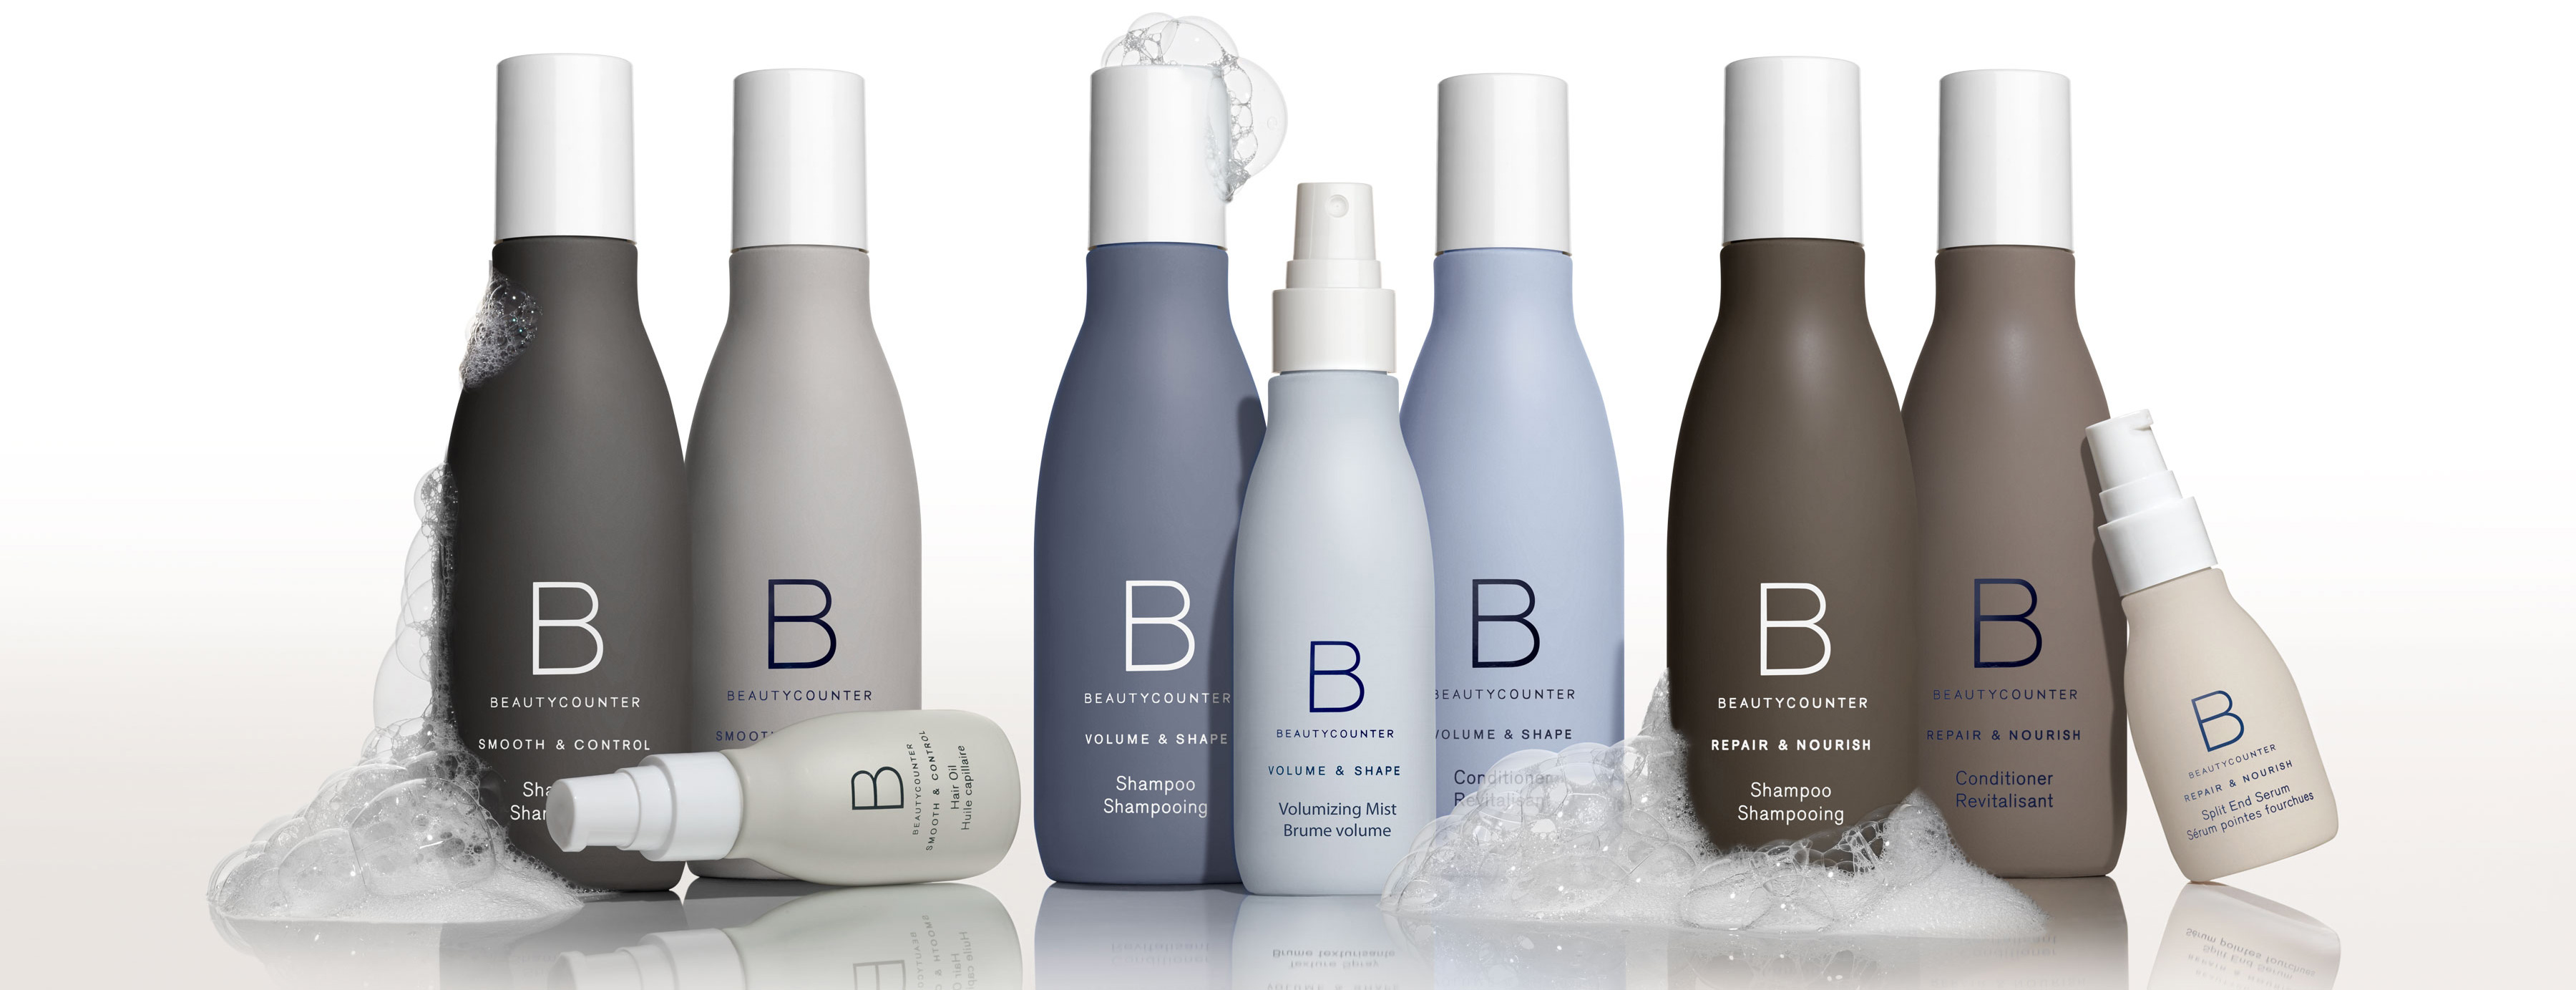 B
BEAUTYCOUNTER
SMOOTH & CONTROL
B
BEAUTYCOUNTER
B
BEAUTYCOUNTER
SMOOTH & CONTROL
Hair Oil
Huile capillaire
B
BEAUTYCOUNTER
VOLUME & SHAPE
Shampoo
Shampooing
B
BEAUTYCOUNTER
VOLUME & SHAPE
Volumizing Mist
Brume volume
B
BEAUTYCOUNTER
VOLUME & SHAPE
Conditioner
Revitalisant
B
BEAUTYCOUNTER
REPAIR & NOURISH
Shampoo
Shampooing
B
BEAUTYCOUNTER
REPAIR & NOURISH
Conditioner
Revitalisant
B
BEAUTYCOUNTER
REPAIR & NOURISH
Split End Serum
Sérum pointes fourchues